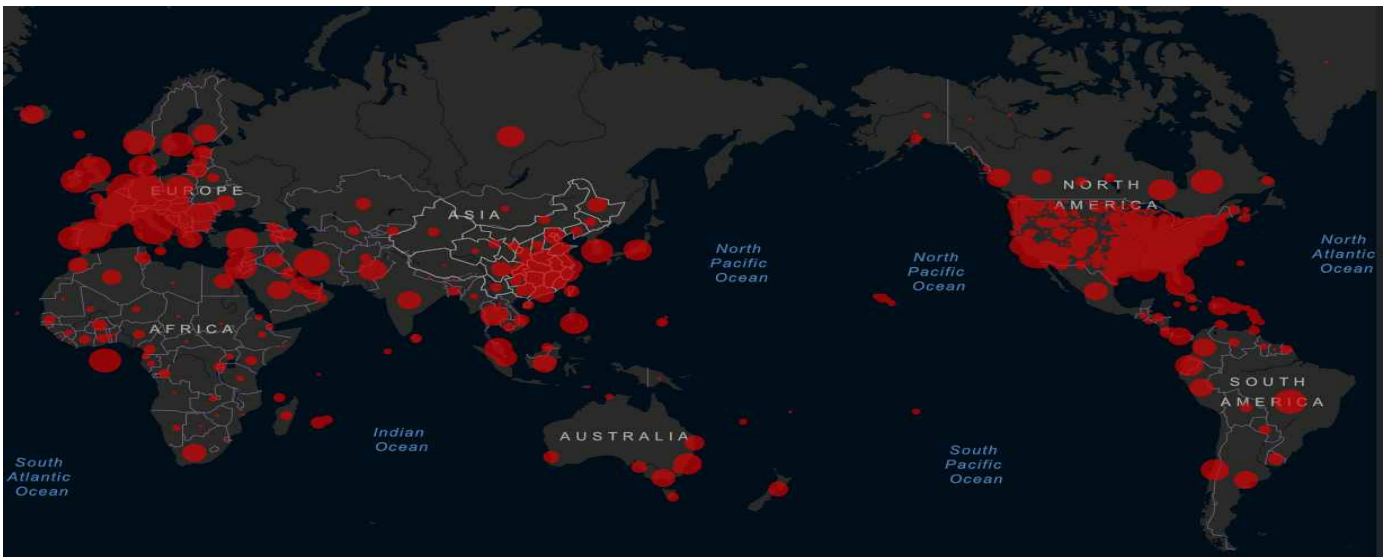 EUROPE
ASIA
NORTH
AMERICA
North
Pacific
Ocean
North
Pacific
Ocean
North
Atlantic
Ocean
AFRICA
SOUTH
AMERICA
Indian
Ocean
AUSTRALIA
South
Atlantic
Ocean
South
Pacific
Ocean